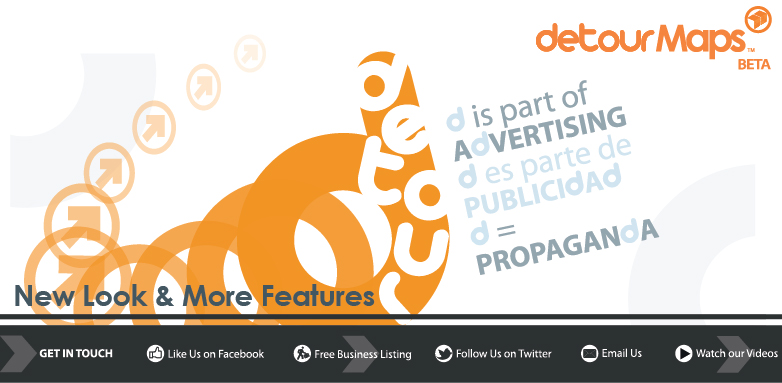 detourMaps™
BETA
detour
d is part of
AdVERTISING
d es parte de
PUBLICIdAd
d =
PROPAGANdA
New Look & More Features
GET IN TOUCH Like Us on Facebook Free Business Listing Follow Us on Twitter Email Us Watch our Videos